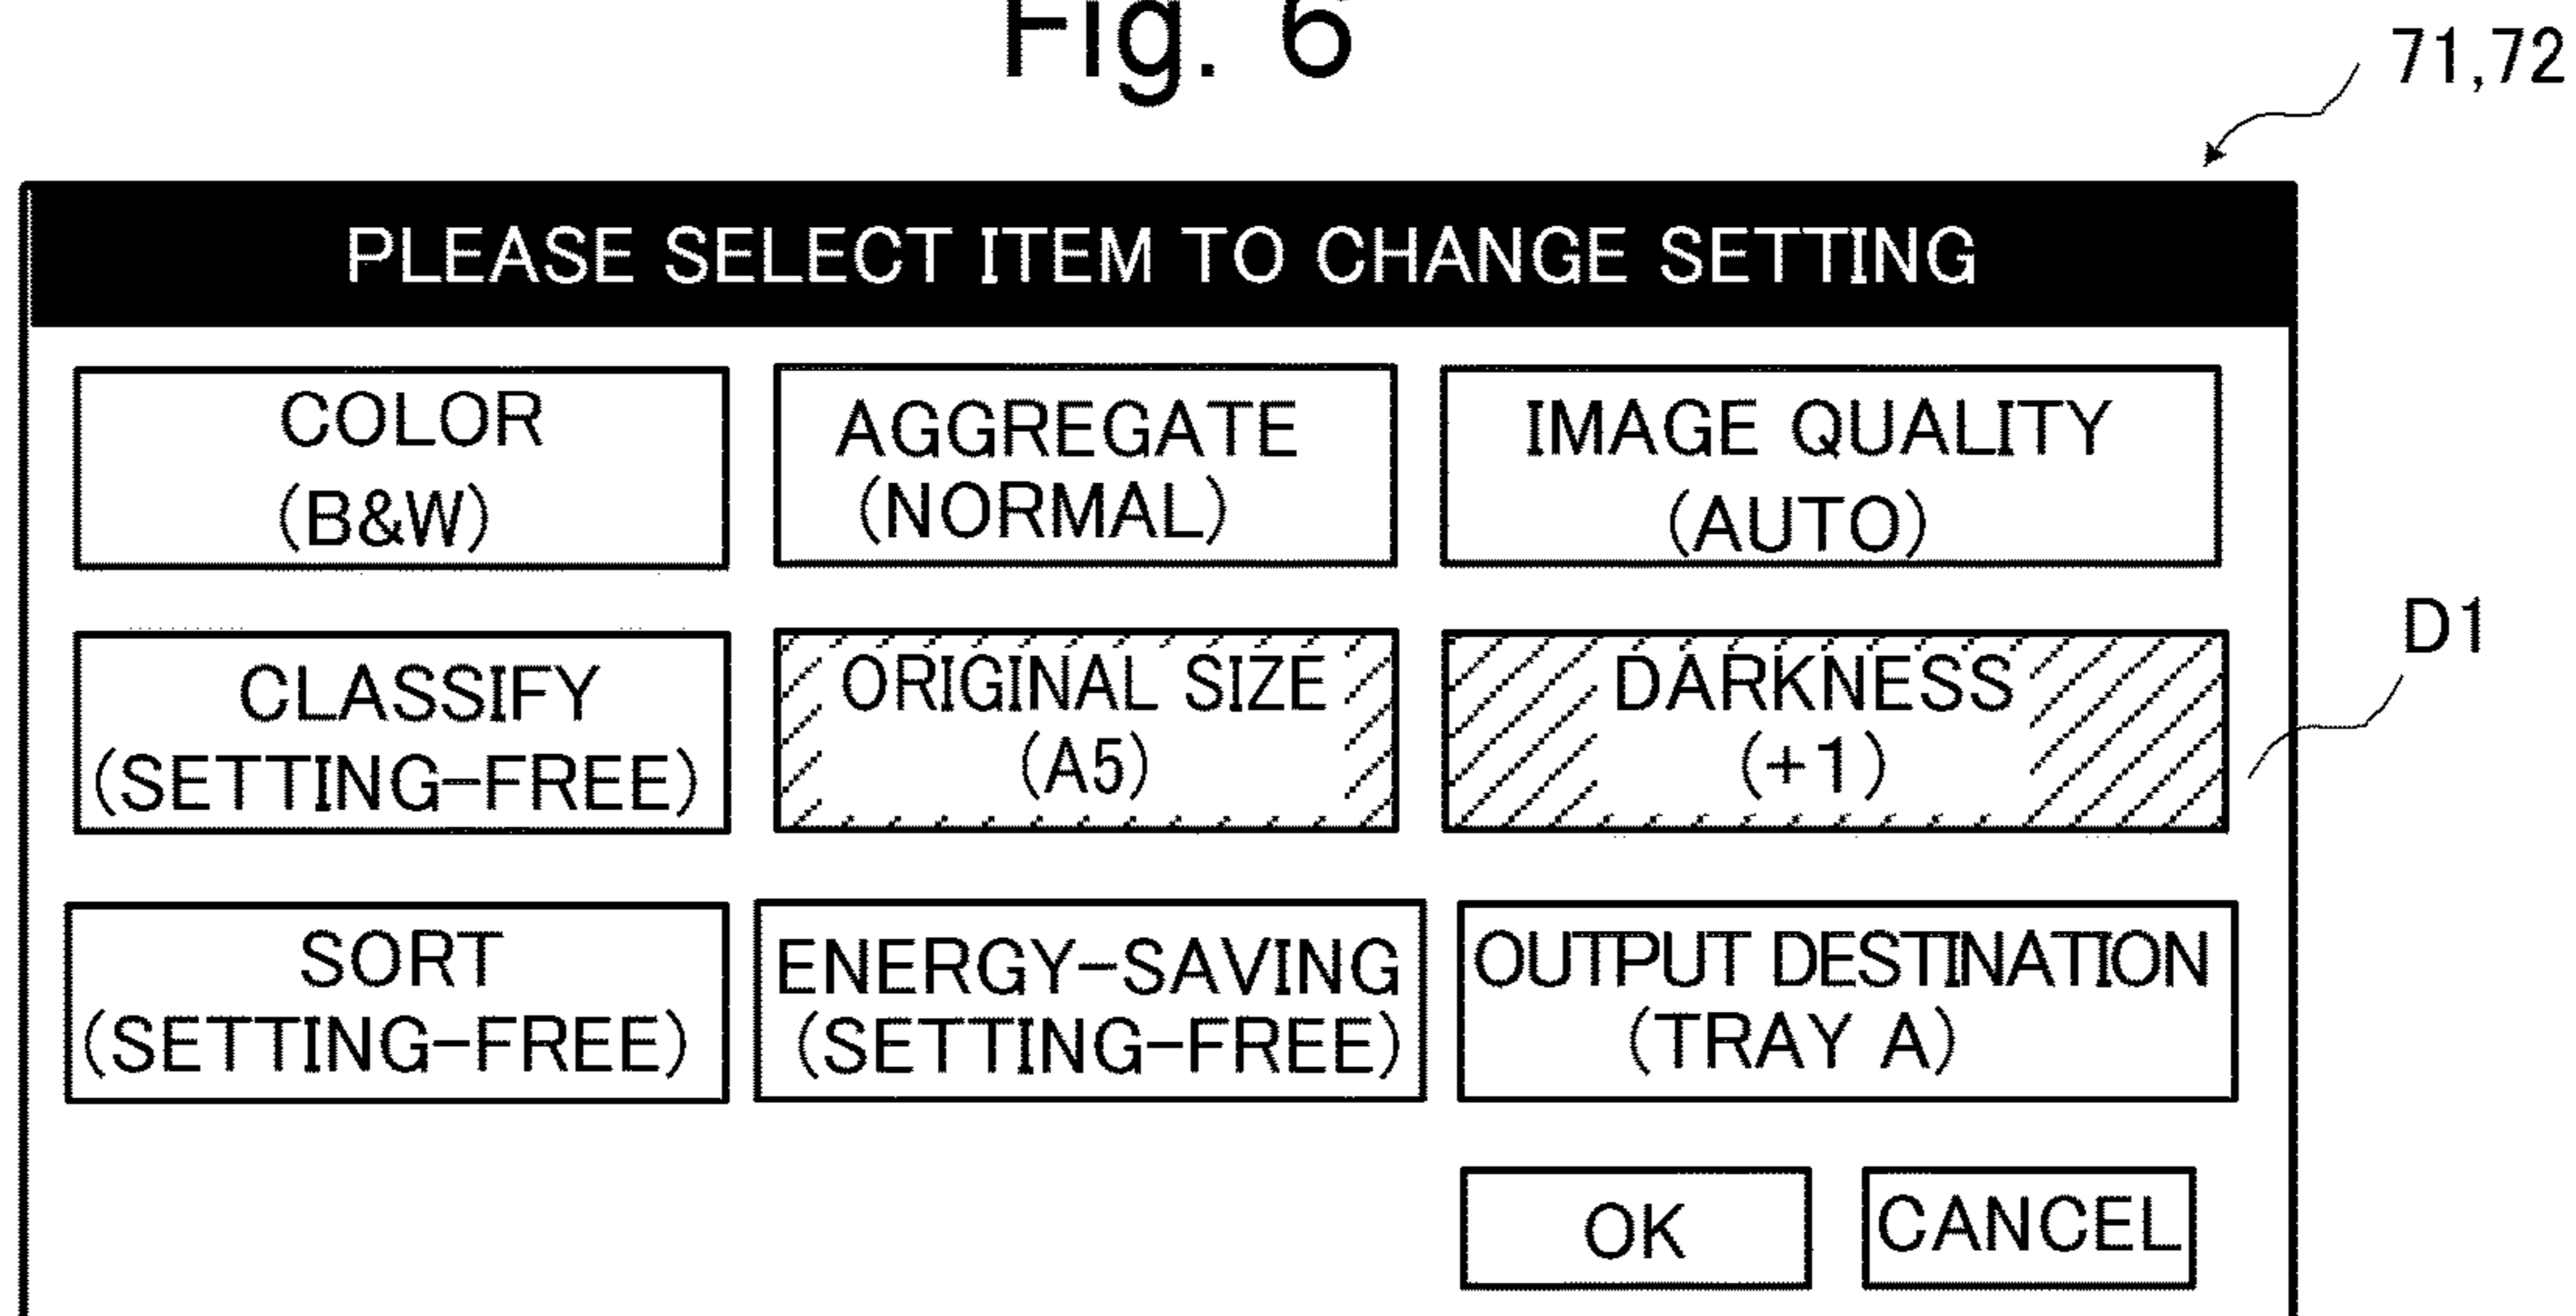 Fig. 6
71,72
PLEASE SELECT ITEM TO CHANGE SETTING
COLOR
(B&W)
AGGREGATE
(NORMAL)
IMAGE QUALITY
(AUTO)
CLASSIFY
(SETTING-FREE)
ORIGINAL SIZE
(A5)
DARKNESS
(+1)
D1
SORT
(SETTING-FREE)
ENERGY-SAVING
(SETTING-FREE)
OUTPUT DESTINATION
(TRAY A)
OK
CANCEL